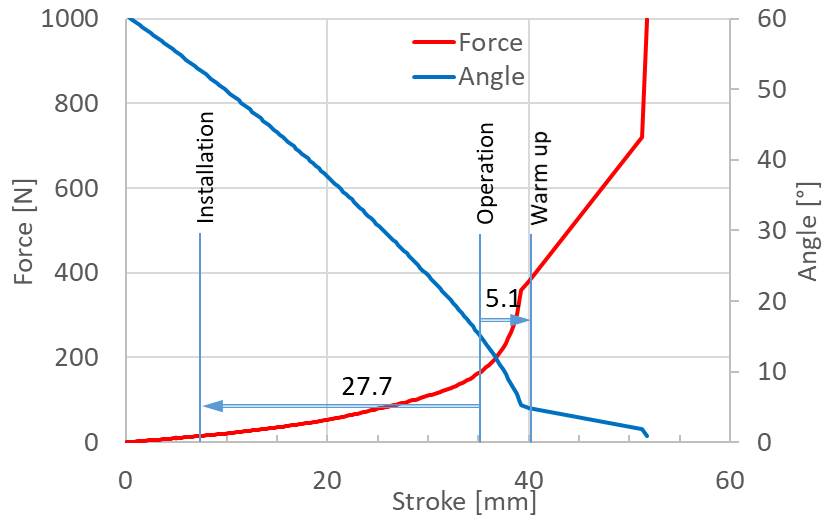 1000
800
600
400
200
0
Force [N]
Force
Angle
Installation
Operation
Warm up
5.1
27.7
60
50
40
30
20
10
0
Angle [°]
0
20
40
60
Stroke [mm]